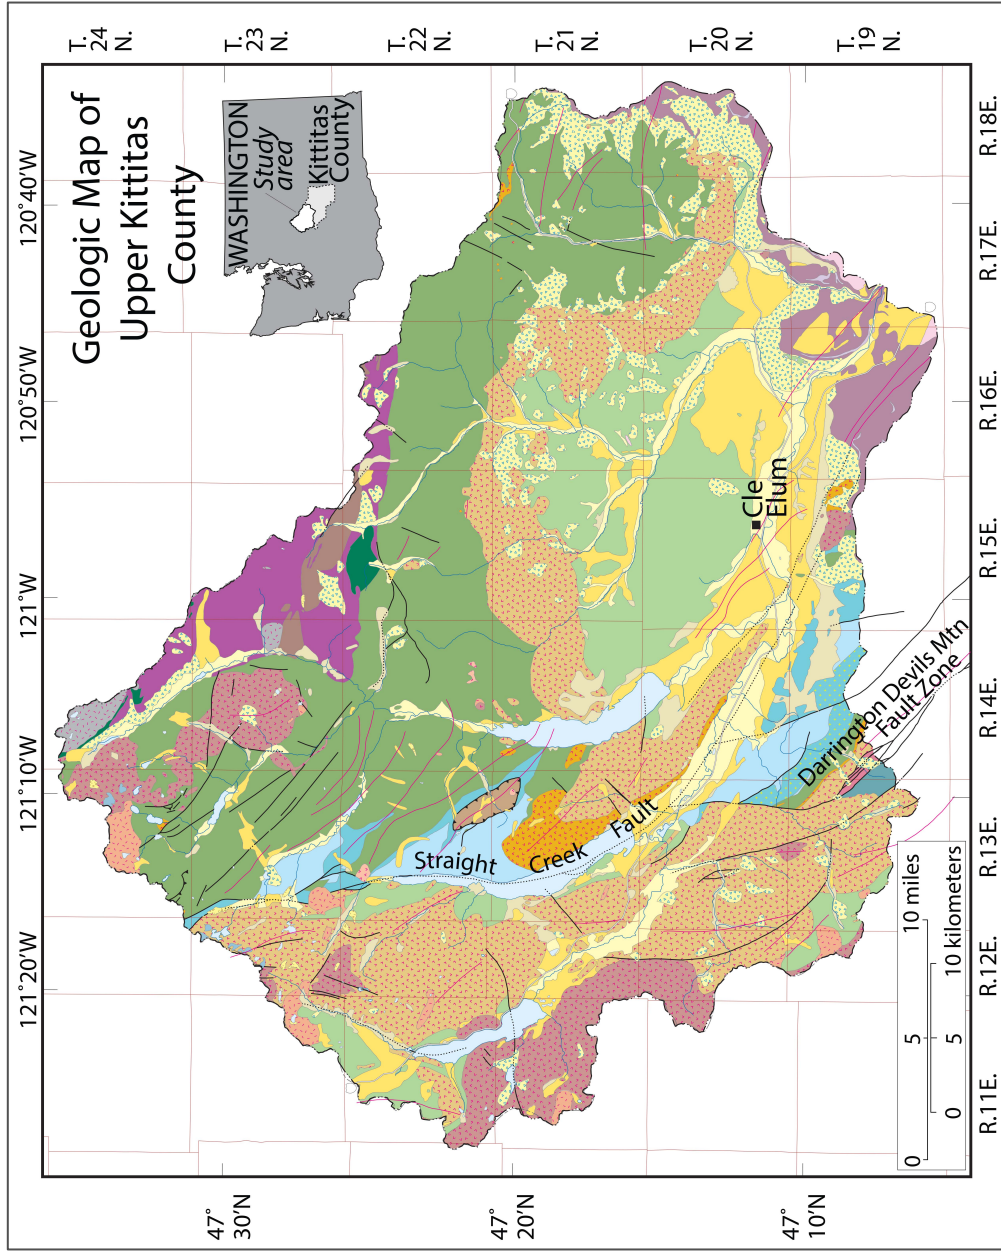 Geologic Map of
Upper Kittitas
County
WASHINGTON
Study
area
Kittitas
County
T.
24
N.
T.
23
N.
T.
22
N.
T.
21
N.
T.
20
N.
T.
19
N.
120°40'W
120°50'W
121°W
121°10'W
121°20'W
R.18E.
R.17E.
R.16E.
R.15E.
R.14E.
R.13E.
R.12E.
R.11E.
47°
30'N
47°
20'N
47°
10'N
Cle
Elum
Straight
Creek
Fault
Darrington Devils Mtn
Fault Zone
0 5 10 miles
0 5 10 kilometers